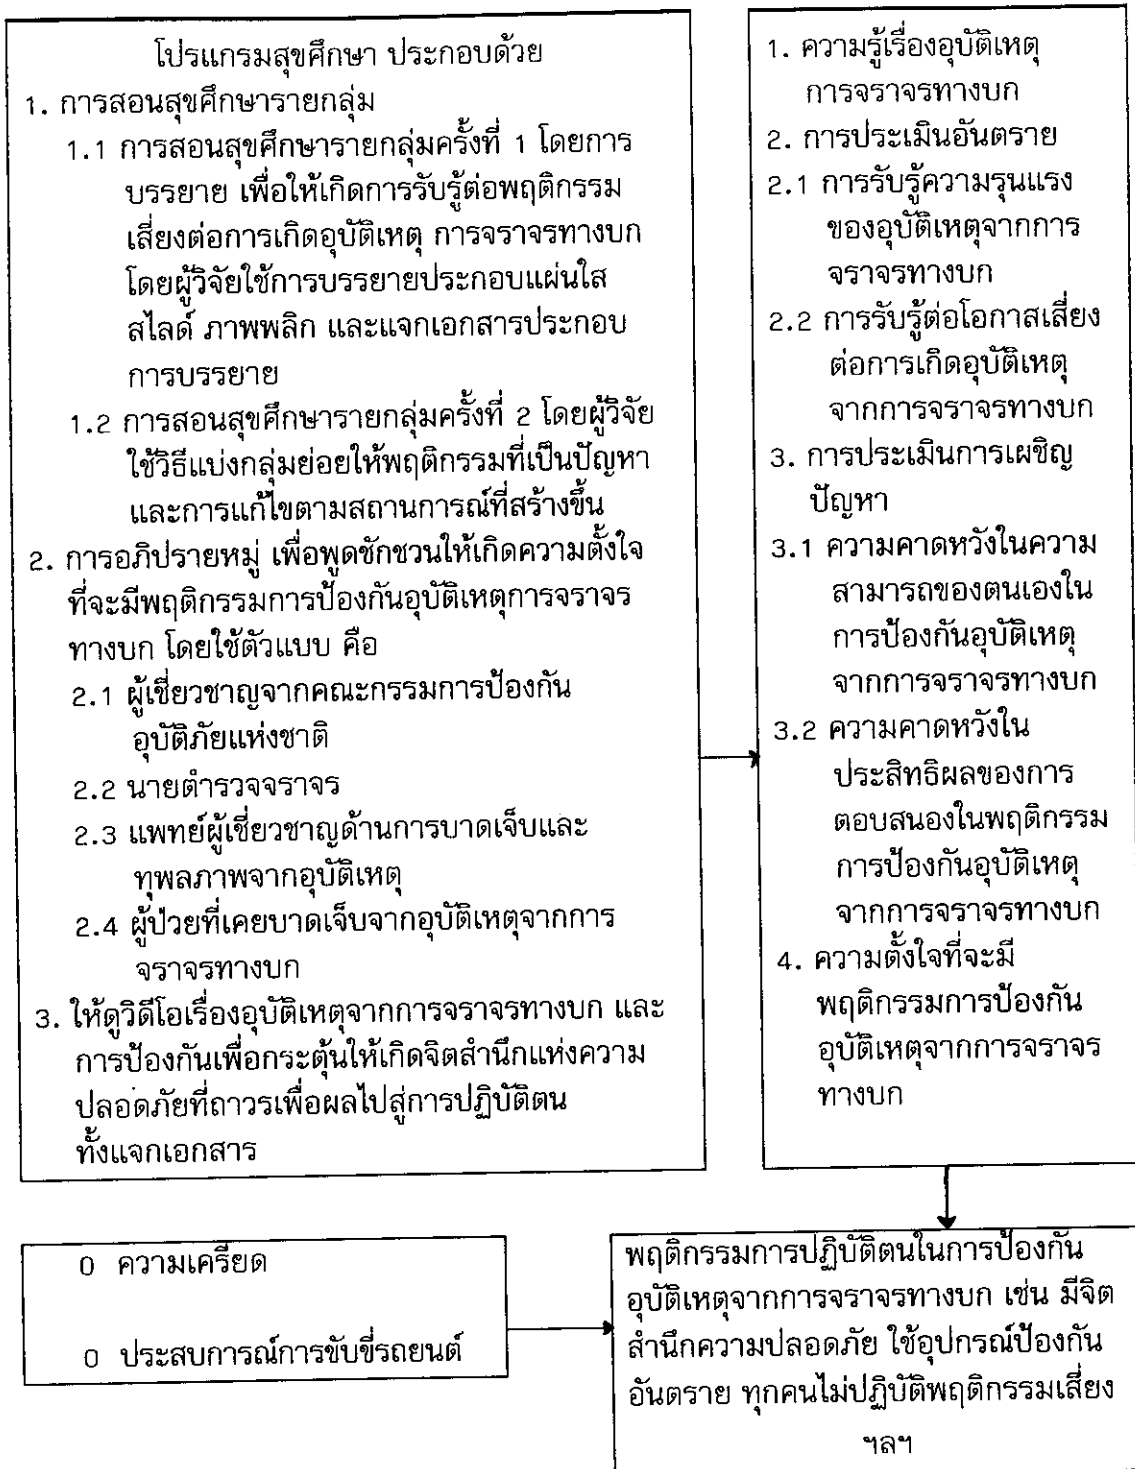 โปรแกรมสุขศึกษา ประกอบด้วย
1. การสอนสุขศึกษารายกลุ่ม
1.1 การสอนสุขศึกษารายกลุ่มครั้งที่ 1 โดยการ
บรรยาย เพื่อให้เกิดการรับรู้ต่อพฤติกรรม
เสี่ยงต่อการเกิดอุบัติเหตุ การจราจรทางบก
โดยผู้วิจัยใช้การบรรยายประกอบแผ่นใส
สไลด์ ภาพพลิก และแจกเอกสารประกอบ
การบรรยาย
1.2 การสอนสุขศึกษารายกลุ่มครั้งที่ 2 โดยผู้วิจัย
ใช้วิธีแบ่งกลุ่มย่อยให้พฤติกรรมที่เป็นปัญหา
และการแก้ไขตามสถานการณ์ที่สร้างขึ้น
2. การอภิปรายหมู่ เพื่อพูดชักชวนให้เกิดความตั้งใจ
ที่จะมีพฤติกรรมการป้องกันอุบัติเหตุการจราจร
ทางบก โดยใช้ตัวแบบ คือ
2.1 ผู้เชี่ยวชาญจากคณะกรรมการป้องกัน
อุบัติภัยแห่งชาติ
2.2 นายตำรวจจราจร
2.3 แพทย์ผู้เชี่ยวชาญด้านการบาดเจ็บและ
ทุพลภาพจากอุบัติเหตุ
2.4 ผู้ป่วยที่เคยบาดเจ็บจากอุบัติเหตุจากการ
จราจรทางบก
3. ให้ดูวิดีโอเรื่องอุบัติเหตุจากการจราจรทางบก และ
การป้องกันเพื่อกระตุ้นให้เกิดจิตสำนึกแห่งความ
ปลอดภัยที่ถาวรเพื่อผลไปสู่การปฏิบัติตน
ทั้งแจกเอกสาร
1. ความรู้เรื่องอุบัติเหตุ
การจราจรทางบก
2. การประเมินอันตราย
2.1 การรับรู้ความรุนแรง
ของอุบัติเหตุจากการ
จราจรทางบก
2.2 การรับรู้ต่อโอกาสเสี่ยง
ต่อการเกิดอุบัติเหตุ
จากการจราจรทางบก
3. การประเมินการเผชิญ
ปัญหา
3.1 ความคาดหวังในความ
สามารถของตนเองใน
การป้องกันอุบัติเหตุ
จากการจราจรทางบก
3.2 ความคาดหวังใน
ประสิทธิผลของการ
ตอบสนองในพฤติกรรม
การป้องกันอุบัติเหตุ
จากการจราจรทางบก
4. ความตั้งใจที่จะมี
พฤติกรรมการป้องกัน
อุบัติเหตุจากการจราจร
ทางบก
0 ความเครียด
0 ประสบการณ์การขับขี่รถยนต์
พฤติกรรมการปฏิบัติตนในการป้องกัน
อุบัติเหตุจากการจราจรทางบก เช่น มีจิต
สำนึกความปลอดภัย ใช้อุปกรณ์ป้องกัน
อันตราย ทุกคนไม่ปฏิบัติพฤติกรรมเสี่ยง
ฯลฯ